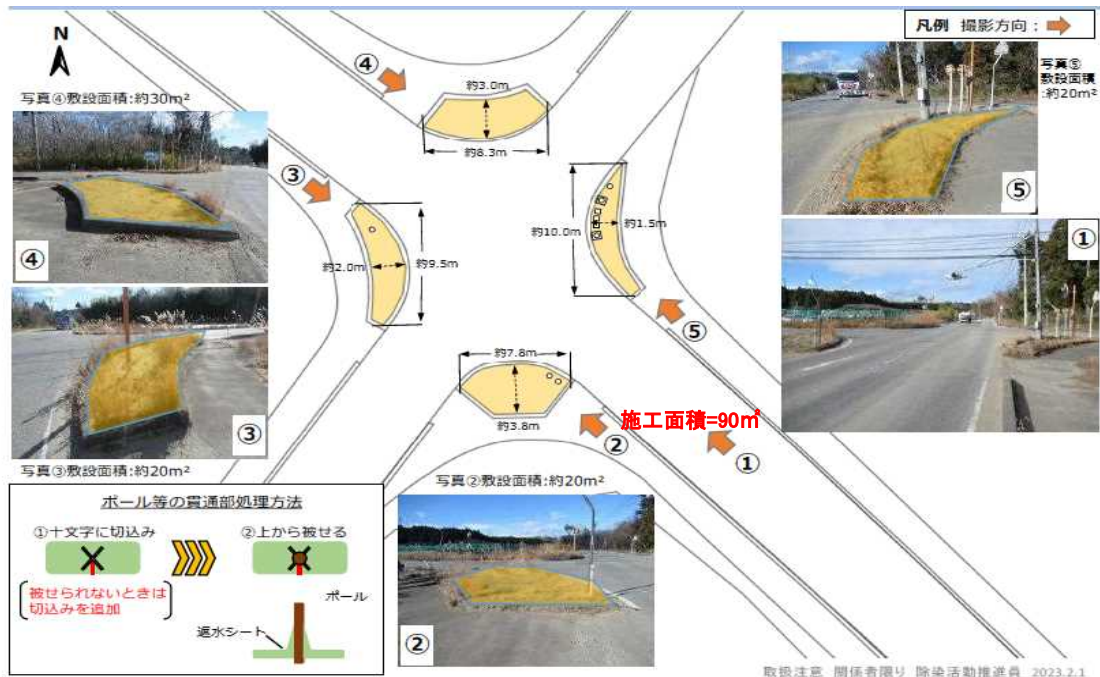 凡例 撮影方向：
N
写真④敷設面積:約30m²
④
④
約3.0m
約8.3m
写真⑤
敷設面積
:約20m²
⑤
③
約2.0m
約9.5m
約10.0m
約1.5m
⑤
①
③
写真③敷設面積:約20m²
約7.8m
約3.8m
施工面積=90㎡
②
①
写真②敷設面積:約20m²
②
ポール等の貫通部処理方法
①十文字に切込み
②上から被せる
被せられないときは
切込みを追加
ポール
返水シート
取扱注意 関係者限り 除染活動推進員 2023.2.1